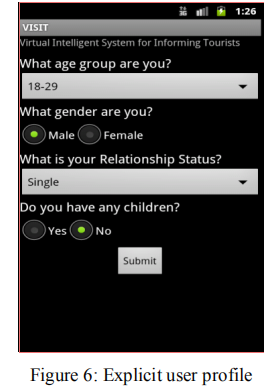 3G 1:26
VISIT
Virtual Intelligent System for Informing Tourists
What age group are you?
18-29
What gender are you?
Male Female
What is your Relationship Status?
Single
Do you have any children?
Yes No
Submit
Figure 6: Explicit user profile